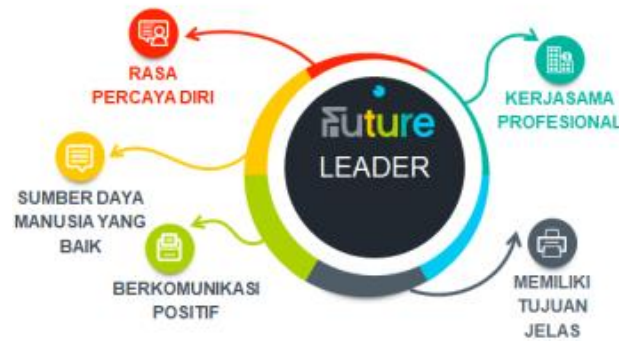 Future
LEADER
RASA
PERCAYA DIRI
KERJASAMA
PROFESIONAL
SUMBER DAYA
MANUSIA YANG
BAIK
BERKOMUNIKASI
POSITIF
MEMILIKI
TUJUAN
JELAS